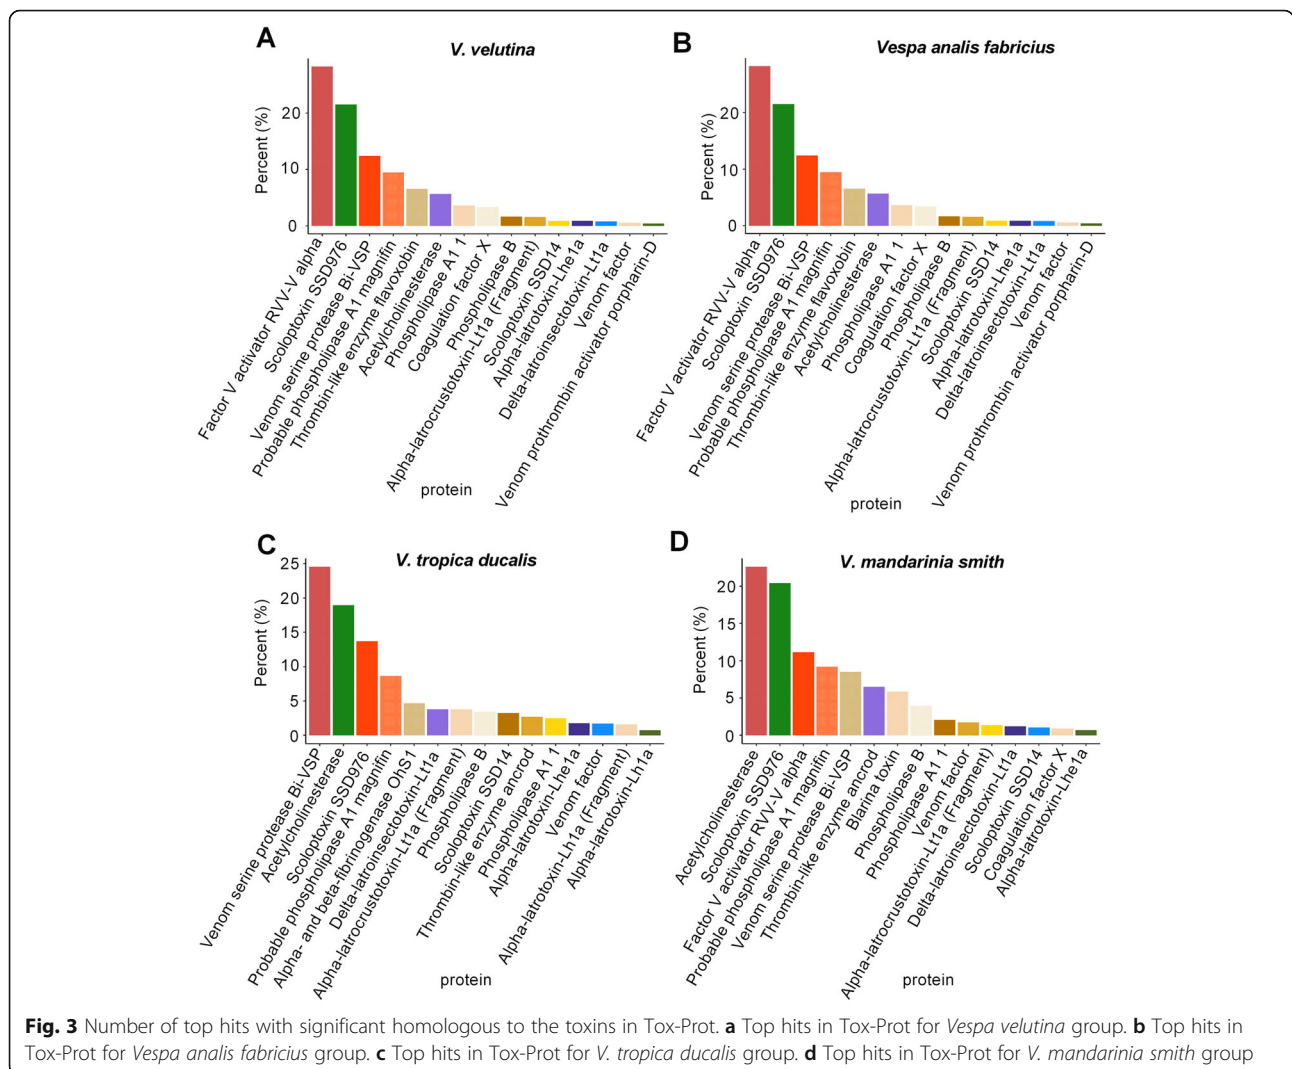 A
V. velutina
Percent (%)
20
10
0
Factor V activator RVV-V alpha
Scoloptoxin SSD976
Venom serine protease Bi-VSP
Probable phospholipase A1 magnifin
Thrombin-like enzyme flavoxobin
Acetylcholinesterase
Phospholipase A1 1
Coagulation factor X
Phospholipase B
Alpha-latrocrustotoxin-Lt1a (Fragment)
Scoloptoxin SSD14
Alpha-latrotoxin-Lhe1a
Delta-latroinsectotoxin-Lt1a
Venom factor
Venom prothrombin activator porpharin-D
protein
B
Vespa analis fabricius
Percent (%)
20
10
0
Factor V activator RVV-V alpha
Scoloptoxin SSD976
Venom serine protease Bi-VSP
Probable phospholipase A1 magnifin
Thrombin-like enzyme flavoxobin
Acetylcholinesterase
Phospholipase A1 1
Coagulation factor X
Phospholipase B
Alpha-latrocrustotoxin-Lt1a (Fragment)
Scoloptoxin SSD14
Alpha-latrotoxin-Lhe1a
Delta-latroinsectotoxin-Lt1a
Venom factor
Venom prothrombin activator porpharin-D
protein
C
V. tropica ducalis
Percent (%)
25
20
15
10
5
0
Venom serine protease Bi-VSP
Acetylcholinesterase
Scoloptoxin SSD976
Probable phospholipase A1 magnifin
Alpha- and beta-fibrinogenase OhS1
Delta-latroinsectotoxin-Lt1a
Alpha-latrocrustotoxin-Lt1a (Fragment)
Phospholipase B
Scoloptoxin SSD14
Thrombin-like enzyme ancrod
Phospholipase A1 1
Alpha-latrotoxin-Lhe1a
Venom factor
Alpha-latrotoxin-Lh1a (Fragment)
Alpha-latrotoxin-Lh1a
protein
D
V. mandarinia smith
Percent (%)
20
15
10
5
0
Acetylcholinesterase
Scoloptoxin SSD976
Factor V activator RVV-V alpha
Probable phospholipase A1 magnifin
Venom serine protease Bi-VSP
Thrombin-like enzyme ancrod
Blarina toxin
Phospholipase B
Phospholipase A1 1
Venom factor
Alpha-latrocrustotoxin-Lt1a (Fragment)
Delta-latroinsectotoxin-Lt1a
Scoloptoxin SSD14
Coagulation factor X
Alpha-latrotoxin-Lhe1a
protein
Fig. 3 Number of top hits with significant homologous to the toxins in Tox-Prot. a Top hits in Tox-Prot for Vespa velutina group. b Top hits in
Tox-Prot for Vespa analis fabricius group. c Top hits in Tox-Prot for V. tropica ducalis group. d Top hits in Tox-Prot for V. mandarinia smith group